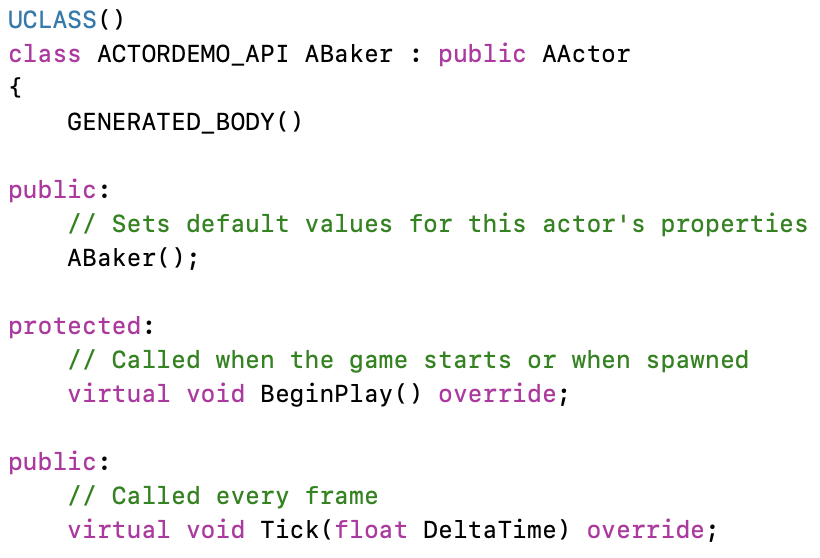 UCLASS()
class ACTORDEMO_API ABaker : public AActor
{
    GENERATED_BODY()

public:
    // Sets default values for this actor's properties
    ABaker();

protected:
    // Called when the game starts or when spawned
    virtual void BeginPlay() override;

public:
    // Called every frame
    virtual void Tick(float DeltaTime) override;